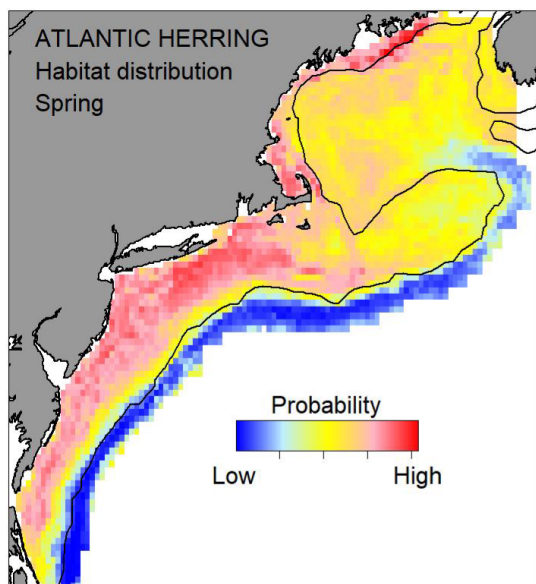 ATLANTIC HERRING
Habitat distribution
Spring
Probability
Low High